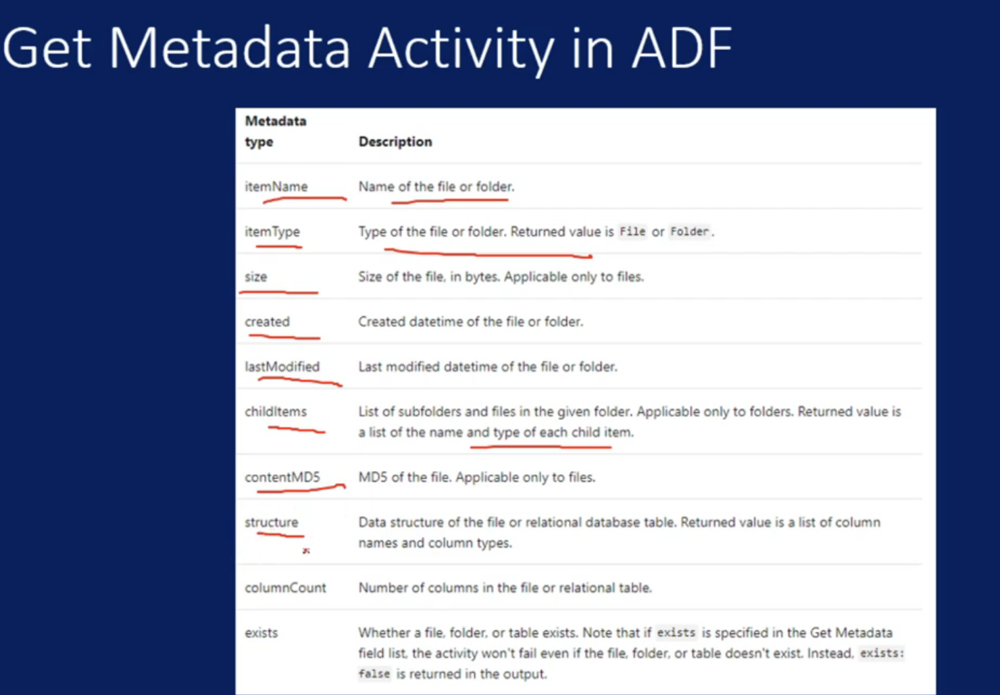 Get Metadata Activity in ADF
Metadata
type Description
itemName Name of the file or folder.
itemType Type of the file or folder. Returned value is File or Folder.
size Size of the file, in bytes. Applicable only to files.
created Created datetime of the file or folder.
lastModified Last modified datetime of the file or folder.
childItems List of subfolders and files in the given folder. Applicable only to folders. Returned value is
a list of the name and type of each child item.
contentMD5 MD5 of the file. Applicable only to files.
structure Data structure of the file or relational database table. Returned value is a list of column
names and column types.
columnCount Number of columns in the file or relational table.
exists Whether a file, folder, or table exists. Note that if exists is specified in the Get Metadata
field list, the activity won't fail even if the file, folder, or table doesn't exist. Instead, exists:
false is returned in the output.